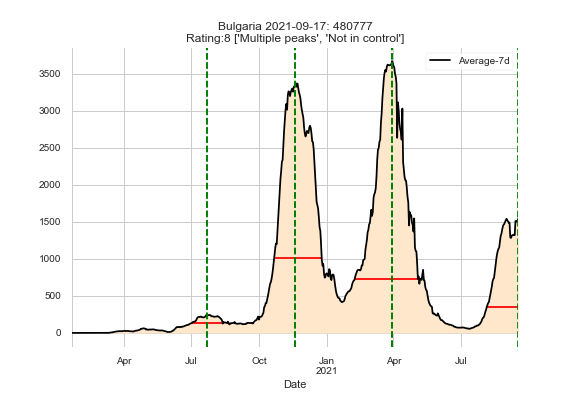 Bulgaria 2021-09-17: 480777
Rating:8 ['Multiple peaks', 'Not in control']
Average-7d
3500
3000
2500
2000
1500
1000
500
0
Apr
Jul
Oct
Jan
2021
Apr
Jul
Date